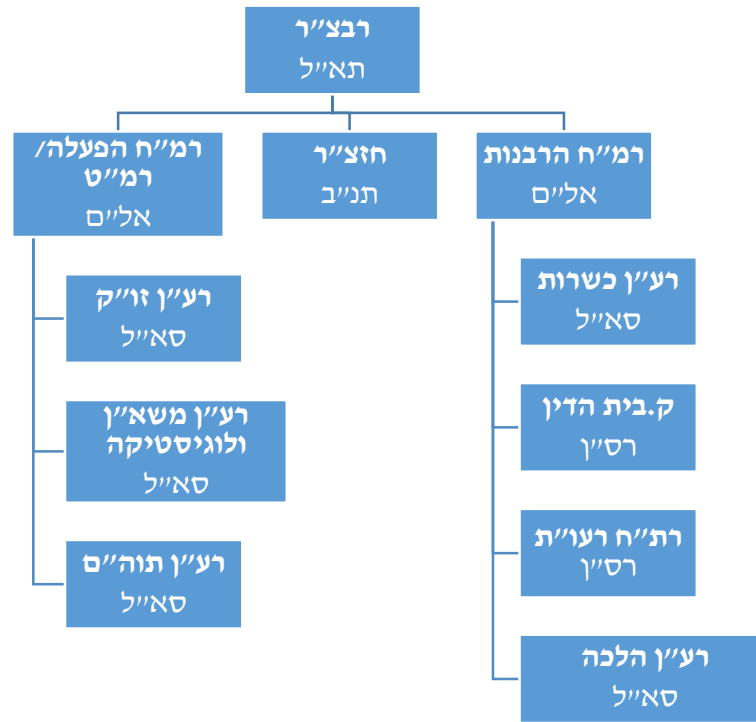 רבצ״ר
תא״ל
רמ״ח הרבנות
אל״ם
חזצ״ר
תנ״ב
רמ״ח הפעלה/
רמ״ט
אל״ם
רע״ן כשרות
סא״ל
ק.בית הדין
רס״ן
רת״ח רעו״ת
רס״ן
רע״ן הלכה
סא״ל
רע״ן זו״ק
סא״ל
רע״ן משא״ן
ולוגיסטיקה
סא״ל
רע״ן תוה״ם
סא״ל